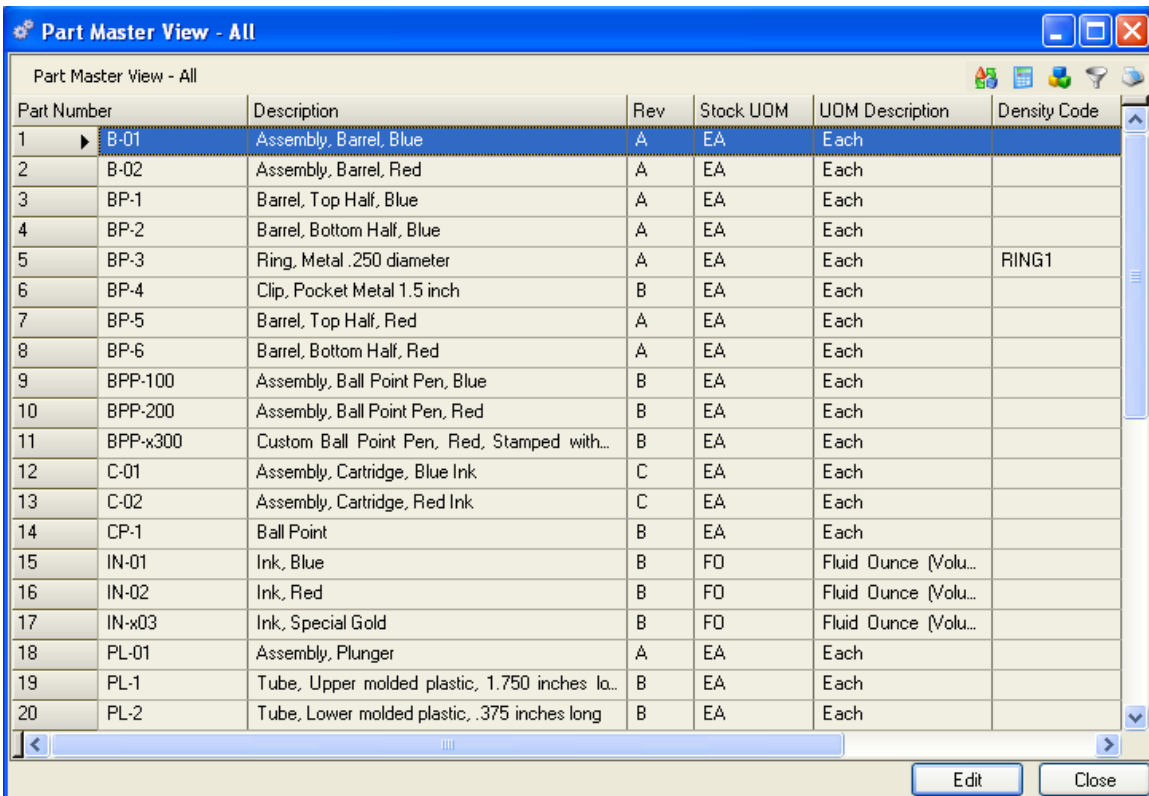 Part Master View - All
Part Master View - All
Part Number Description Rev Stock UOM UOM Description Density Code
1 B-01 Assembly, Barrel, Blue A EA Each
2 B-02 Assembly, Barrel, Red A EA Each
3 BP-1 Barrel, Top Half, Blue A EA Each
4 BP-2 Barrel, Bottom Half, Blue A EA Each
5 BP-3 Ring, Metal .250 diameter A EA Each RING1
6 BP-4 Clip, Pocket Metal 1.5 inch B EA Each
7 BP-5 Barrel, Top Half, Red A EA Each
8 BP-6 Barrel, Bottom Half, Red A EA Each
9 BPP-100 Assembly, Ball Point Pen, Blue B EA Each
10 BPP-200 Assembly, Ball Point Pen, Red B EA Each
11 BPP-x300 Custom Ball Point Pen, Red, Stamped with... B EA Each
12 C-01 Assembly, Cartridge, Blue Ink C EA Each
13 C-02 Assembly, Cartridge, Red Ink C EA Each
14 CP-1 Ball Point B EA Each
15 IN-01 Ink, Blue B FO Fluid Ounce (Volu...
16 IN-02 Ink, Red B FO Fluid Ounce (Volu...
17 IN-x03 Ink, Special Gold B FO Fluid Ounce (Volu...
18 PL-01 Assembly, Plunger A EA Each
19 PL-1 Tube, Upper molded plastic, 1.750 inches lo... B EA Each
20 PL-2 Tube, Lower molded plastic, .375 inches long B EA Each
Edit Close